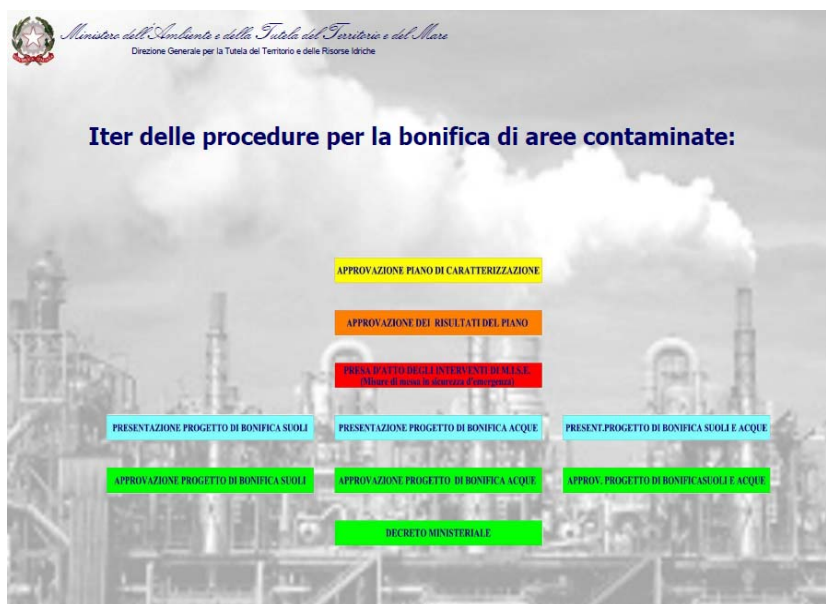 Ministero dell'Ambiente e della Tutela del Territorio e del Mare
Direzione Generale per la Tutela del Territorio e delle Risorse Idriche
Iter delle procedure per la bonifica di aree contaminate:
APPROVAZIONE PIANO DI CARATTERIZZAZIONE
APPROVAZIONE DEI RISULTATI DEL PIANO
PRESA D'ATTO DEGLI INTERVENTI DI M.I.S.E.
(Misure di messa in sicurezza d'emergenza)
PRESENTAZIONE PROGETTO DI BONIFICA SUOLI
PRESENTAZIONE PROGETTO DI BONIFICA ACQUE
PRESENT.PROGETTO DI BONIFICA SUOLI E ACQUE
APPROVAZIONE PROGETTO DI BONIFICA SUOLI
APPROVAZIONE PROGETTO DI BONIFICA ACQUE
APPROV. PROGETTO DI BONIFICASUOLI E ACQUE
DECRETO MINISTERIALE